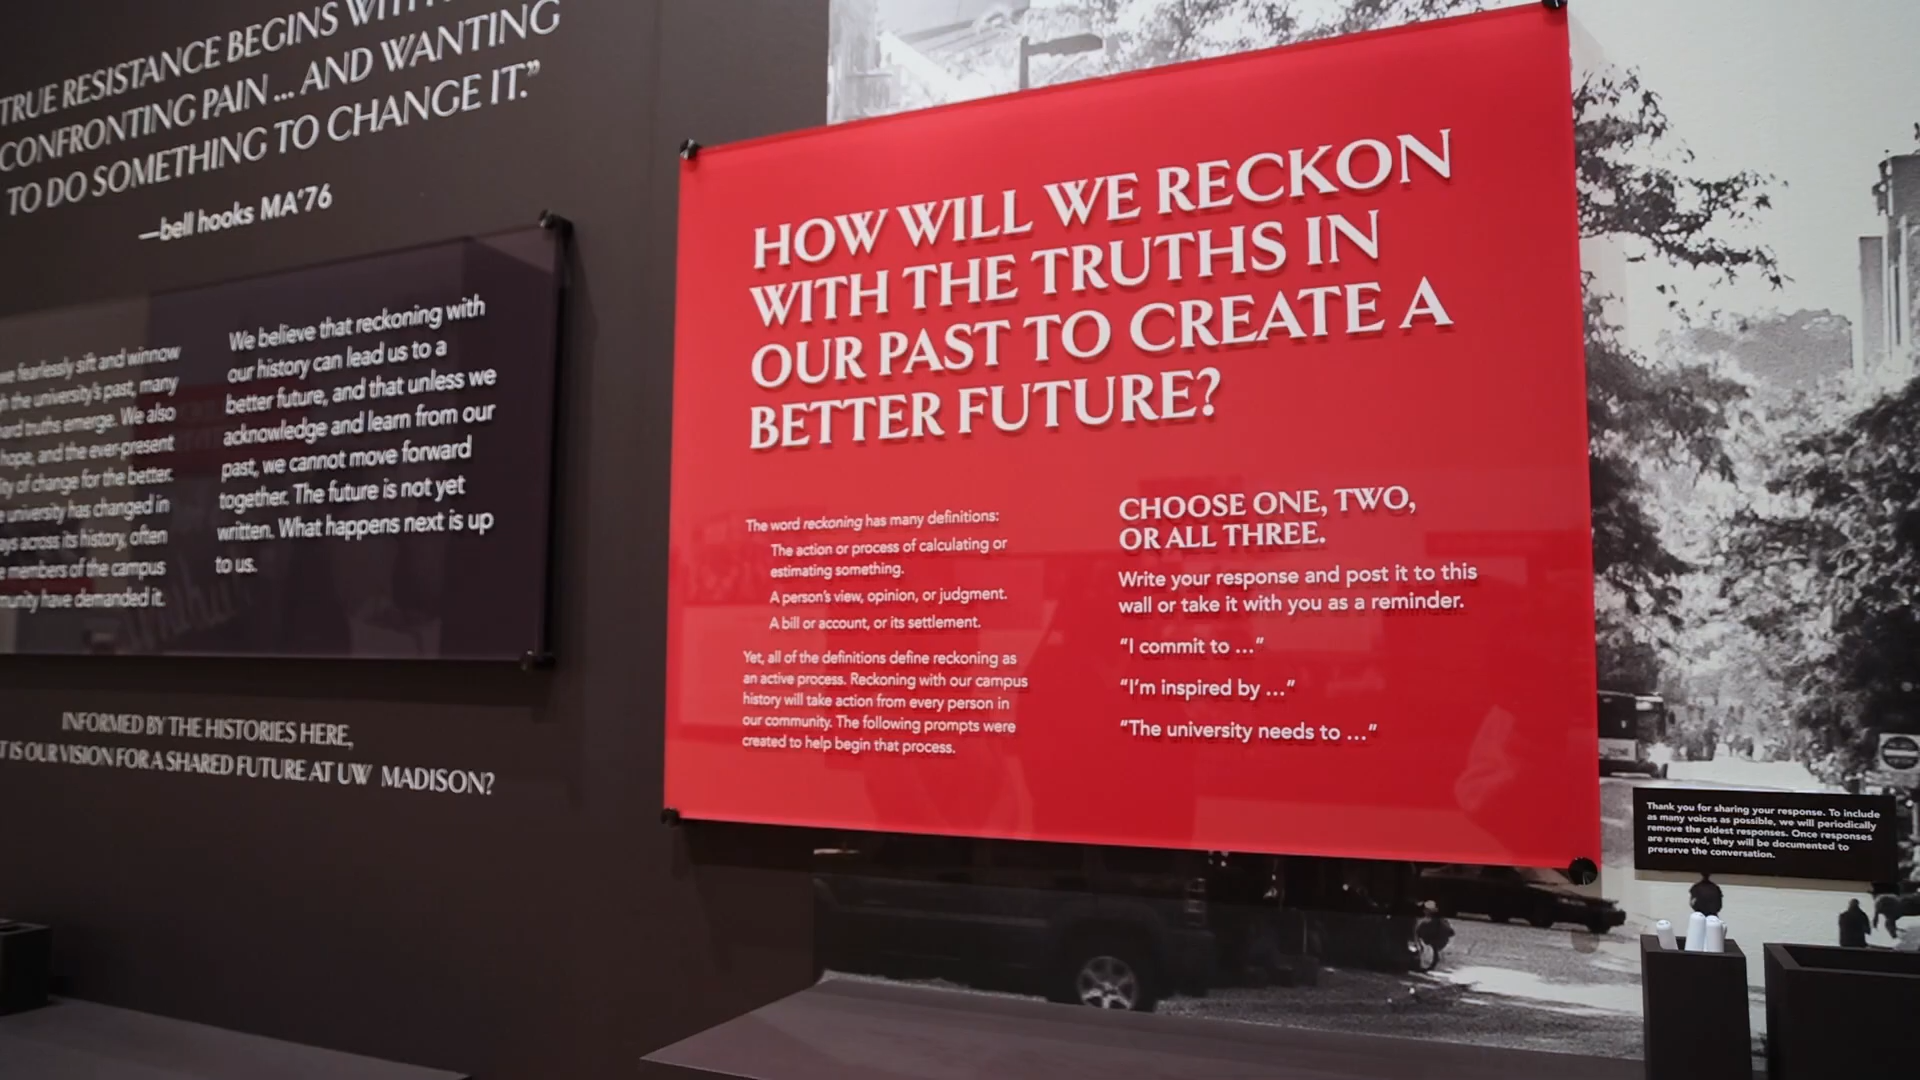 TRUE RESISTANCE BEGINS WITH
CONFRONTING PAIN ... AND WANTING
TO DO SOMETHING TO CHANGE IT.”
—bell hooks MA’76
we fearlessly sift and winnow
the university’s past, many
hard truths emerge. We also
hope, and the ever-present
of change for the better.
university has changed in
across its history, often
members of the campus
have demanded it.
We believe that reckoning with
our history can lead us to a
better future, and that unless we
acknowledge and learn from our
past, we cannot move forward
together. The future is not yet
written. What happens next is up
to us.
INFORMED BY THE HISTORIES HERE,
IS OUR VISION FOR A SHARED FUTURE AT UW MADISON?
HOW WILL WE RECKON
WITH THE TRUTHS IN
OUR PAST TO CREATE A
BETTER FUTURE?
The word reckoning has many definitions:
The action or process of calculating or
estimating something.
A person’s view, opinion, or judgment.
A bill or account, or its settlement.
Yet, all of the definitions define reckoning as
an active process. Reckoning with our campus
history will take action from every person in
our community. The following prompts were
created to help begin that process.
CHOOSE ONE, TWO,
OR ALL THREE.
Write your response and post it to this
wall or take it with you as a reminder.
“I commit to ...”
“I’m inspired by ...”
“The university needs to ...”
Thank you for sharing your response. To include
as many voices as possible, we will periodically
remove the oldest responses. Once responses
are removed, they will be documented to
preserve the conversation.